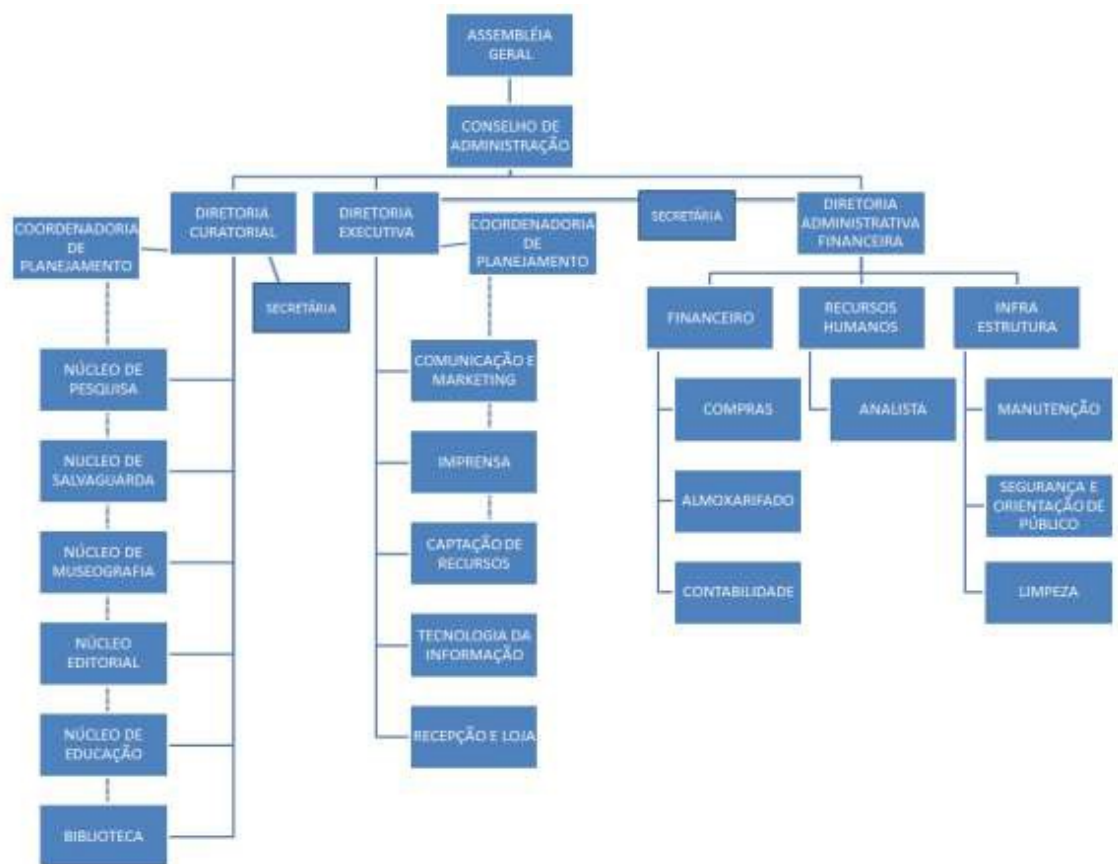 ASSEMBLÉIA
GERAL
CONSELHO DE
ADMINISTRAÇÃO
DIRETORIA
CURATORIAL
DIRETORIA
EXECUTIVA
SECRETÁRIA
DIRETORIA
ADMINISTRATIVA
FINANCEIRA
COORDENADORIA
DE
PLANEJAMENTO
COORDENADORIA
DE
PLANEJAMENTO
SECRETÁRIA
FINANCEIRO
RECURSOS
HUMANOS
INFRA
ESTRUTURA
NÚCLEO DE
PESQUISA
COMUNICAÇÃO E
MARKETING
COMPRAS
ANALISTA
MANUTENÇÃO
NUCLEO DE
SALVAGUARDA
IMPRENSA
ALMOXARIFADO
SEGURANÇA E
ORIENTAÇÃO DE
PÚBLICO
NÚCLEO DE
MUSEOGRAFIA
CAPTAÇÃO DE
RECURSOS
CONTABILIDADE
LIMPEZA
NÚCLEO
EDITORIAL
TECNOLOGIA DA
INFORMAÇÃO
NÚCLEO DE
EDUCAÇÃO
RECEPÇÃO E LOJA
BIBLIOTECA